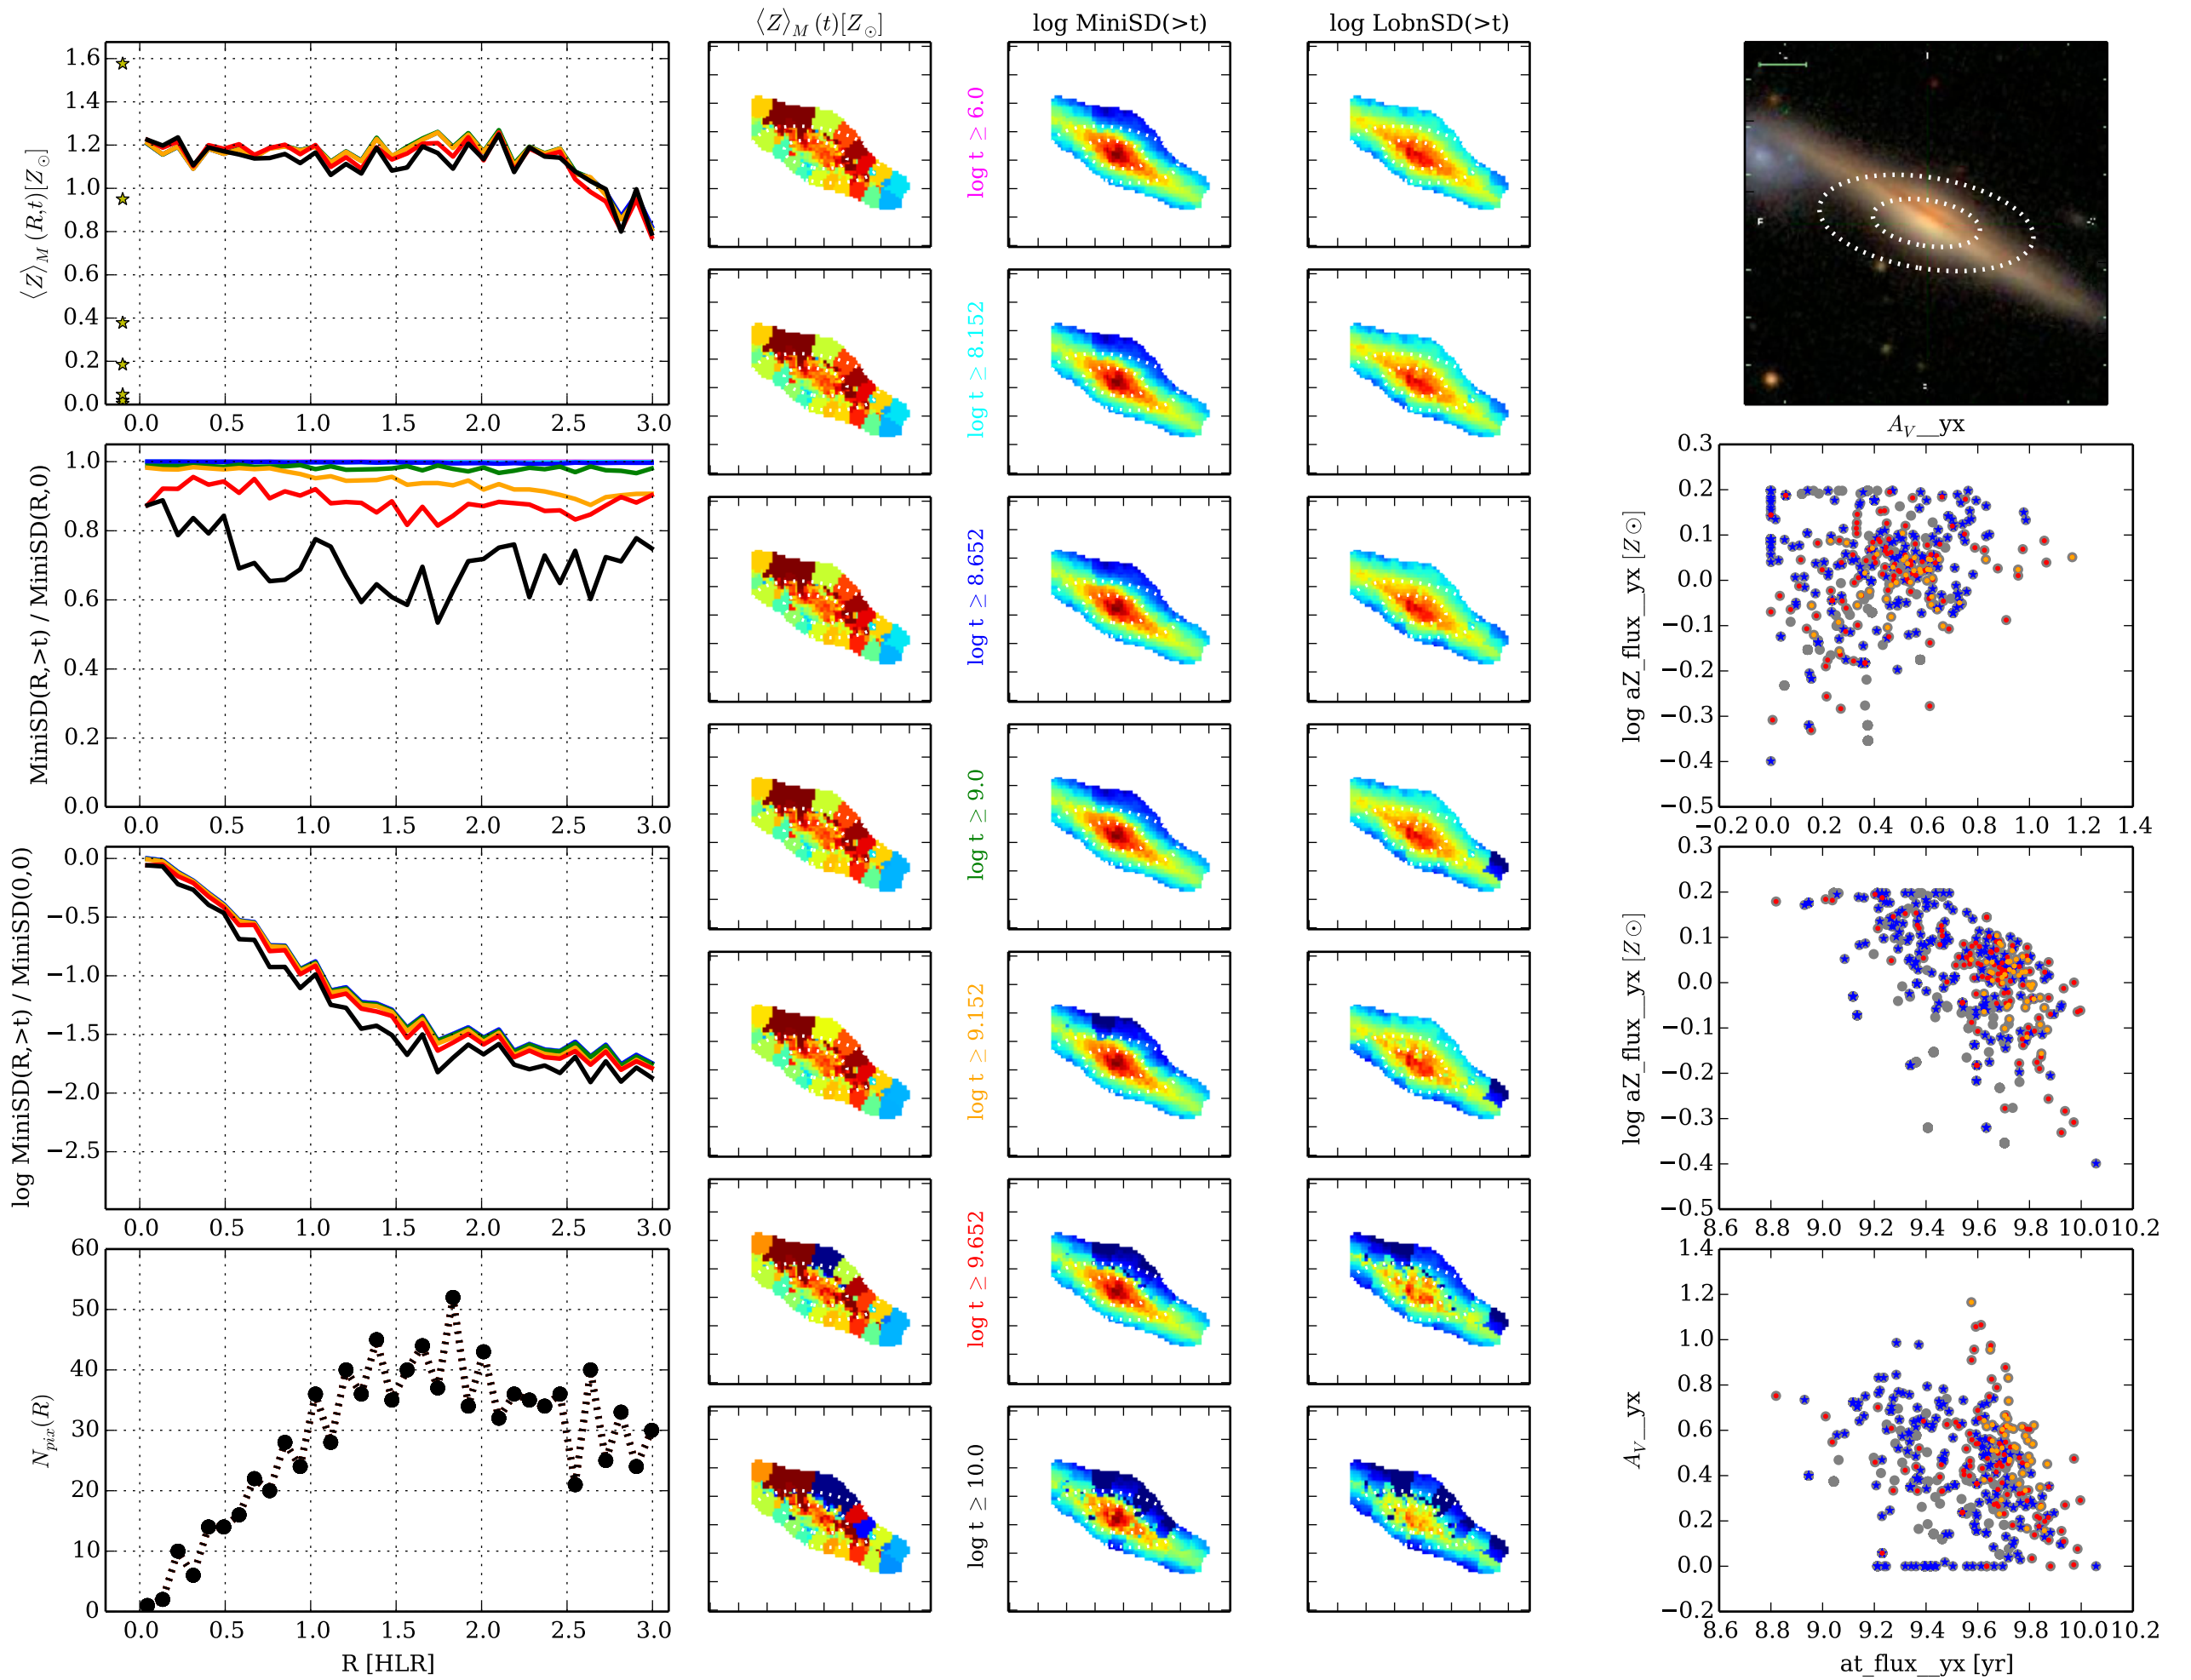 ⟨Z⟩_M (t)[Z⊙] log MiniSD(>t) log LobnSD(>t)
⟨Z⟩_M (R,t)[Z⊙]
1.6
1.4
1.2
1.0
0.8
0.6
0.4
0.2
0.0
0.0 0.5 1.0 1.5 2.0 2.5 3.0
MiniSD(R,>t) / MiniSD(R,0)
1.0
0.8
0.6
0.4
0.2
0.0
0.0 0.5 1.0 1.5 2.0 2.5 3.0
log MiniSD(R,>t) / MiniSD(0,0)
0.0
−0.5
−1.0
−1.5
−2.0
−2.5
0.0 0.5 1.0 1.5 2.0 2.5 3.0
N_pix(R)
60
50
40
30
20
10
0
0.0 0.5 1.0 1.5 2.0 2.5 3.0
R [HLR]
log t ≥ 6.0
log t ≥ 8.152
log t ≥ 8.652
log t ≥ 9.0
log t ≥ 9.152
log t ≥ 9.652
log t ≥ 10.0
A_V__yx
log aZ_flux__yx [Z⊙]
0.3
0.2
0.1
0.0
−0.1
−0.2
−0.3
−0.4
−0.5
−0.2 0.0 0.2 0.4 0.6 0.8 1.0 1.2 1.4
log aZ_flux__yx [Z⊙]
0.3
0.2
0.1
0.0
−0.1
−0.2
−0.3
−0.4
−0.5
8.6 8.8 9.0 9.2 9.4 9.6 9.8 10.0 10.2
A_V__yx
1.4
1.2
1.0
0.8
0.6
0.4
0.2
0.0
−0.2
8.6 8.8 9.0 9.2 9.4 9.6 9.8 10.0 10.2
at_flux__yx [yr]